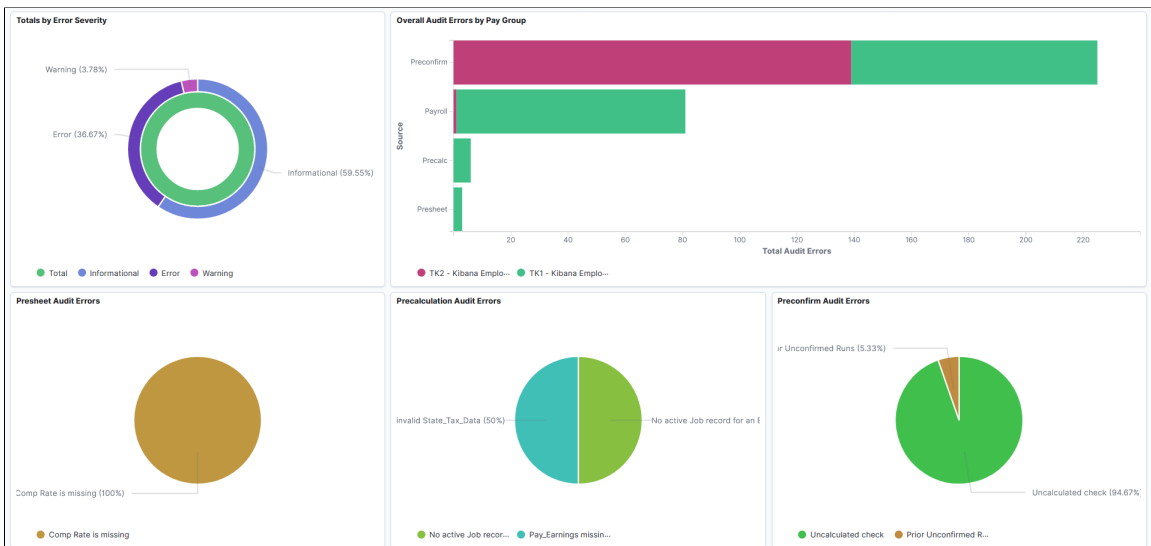 Totals by Error Severity
Warning (3.78%)
Error (36.67%)
Informational (59.55%)
Total Informational Error Warning
Overall Audit Errors by Pay Group
Source
Preconfirm
Payroll
Precalc
Presheet
20 40 60 80 100 120 140 160 180 200 220
Total Audit Errors
TK2 - Kibana Emplo... TK1 - Kibana Emplo...
Presheet Audit Errors
Comp Rate is missing (100%)
Comp Rate is missing
Precalculation Audit Errors
invalid State_Tax_Data (50%)
No active Job record for an E
No active Job recor... Pay_Earnings missin...
Preconfirm Audit Errors
r Unconfirmed Runs (5.33%)
Uncalculated check (94.67%)
Uncalculated check Prior Unconfirmed R...